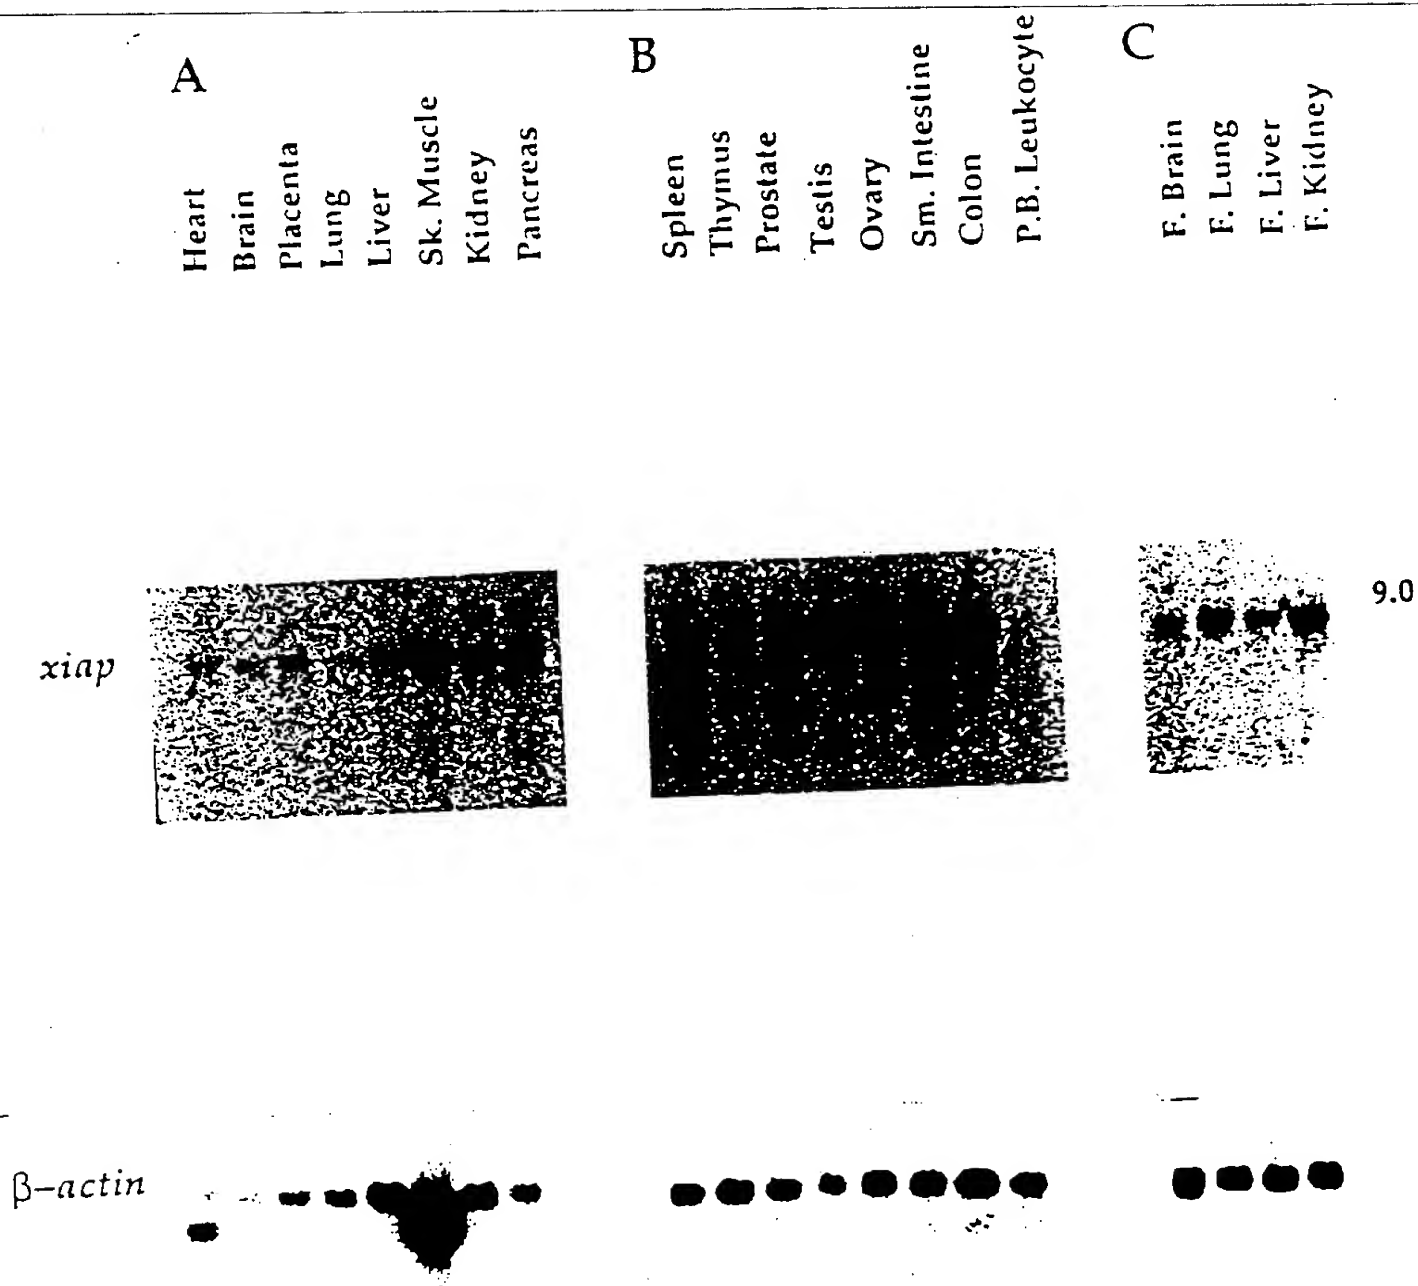 A
Heart
Brain
Placenta
Lung
Liver
Sk. Muscle
Kidney
Pancreas
B
Spleen
Thymus
Prostate
Testis
Ovary
Sm. Intestine
Colon
P.B. Leukocyte
C
F. Brain
F. Lung
F. Liver
F. Kidney
9.0
xiap
β-actin